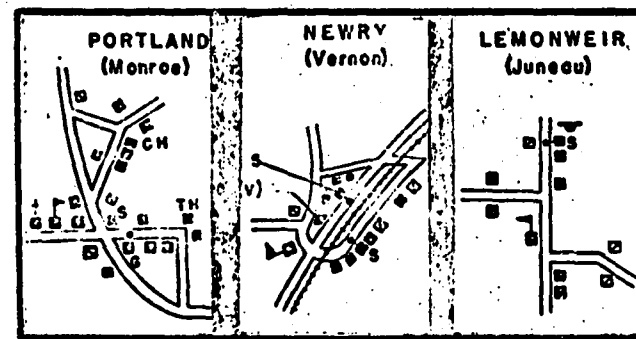 PORTLAND
(Monroe)
CH
S
TH
G
NEWRY
(Vernon)
S
V)
S
S
LEMONWEIR
(Juneau)
S